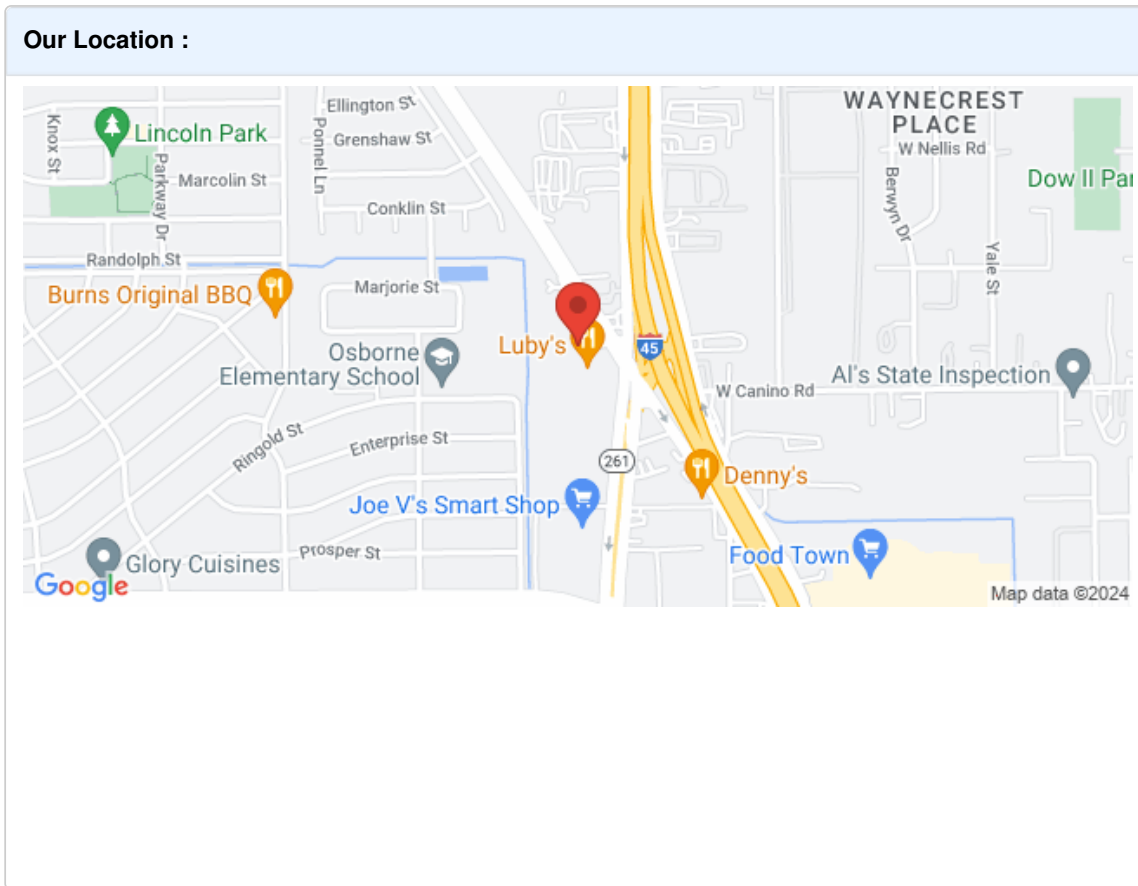 Our Location :
Ellington St
WAYNECREST
PLACE
Knox St
Lincoln Park
Ponnel Ln
Grenshaw St
W Nellis Rd
Parkway Dr
Marcolin St
Berwyn Dr
Dow II Par
Conklin St
Yale St
Randolph St
Burns Original BBQ
Marjorie St
Luby's
45
Osborne
Elementary School
Al's State Inspection
W Canino Rd
Ringold St
Enterprise St
261
Denny's
Joe V's Smart Shop
Prosper St
Food Town
Glory Cuisines
Google
Map data ©2024